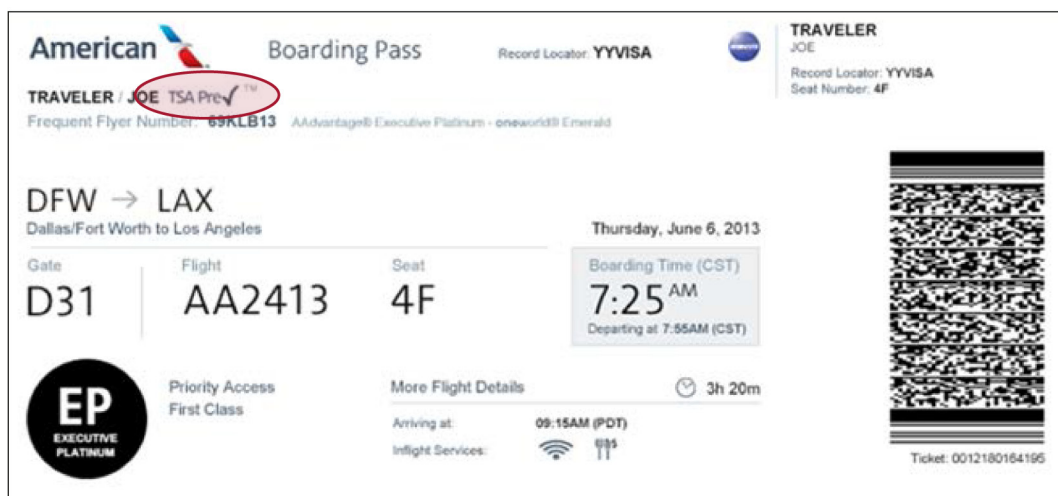 American Boarding Pass Record Locator: YYVISA
TRAVELER / JOE TSA Pre✓™
Frequent Flyer Number: 69KLB13 AAdvantage® Executive Platinum - oneworld® Emerald
TRAVELER
JOE
Record Locator: YYVISA
Seat Number: 4F
DFW → LAX
Dallas/Fort Worth to Los Angeles
Thursday, June 6, 2013
Gate Flight Seat Boarding Time (CST)
D31 AA2413 4F 7:25 AM
Departing at 7:55AM (CST)
EP
EXECUTIVE
PLATINUM
Priority Access
First Class
More Flight Details 3h 20m
Arriving at: 09:15AM (PDT)
Inflight Services:
Ticket: 0012180164195